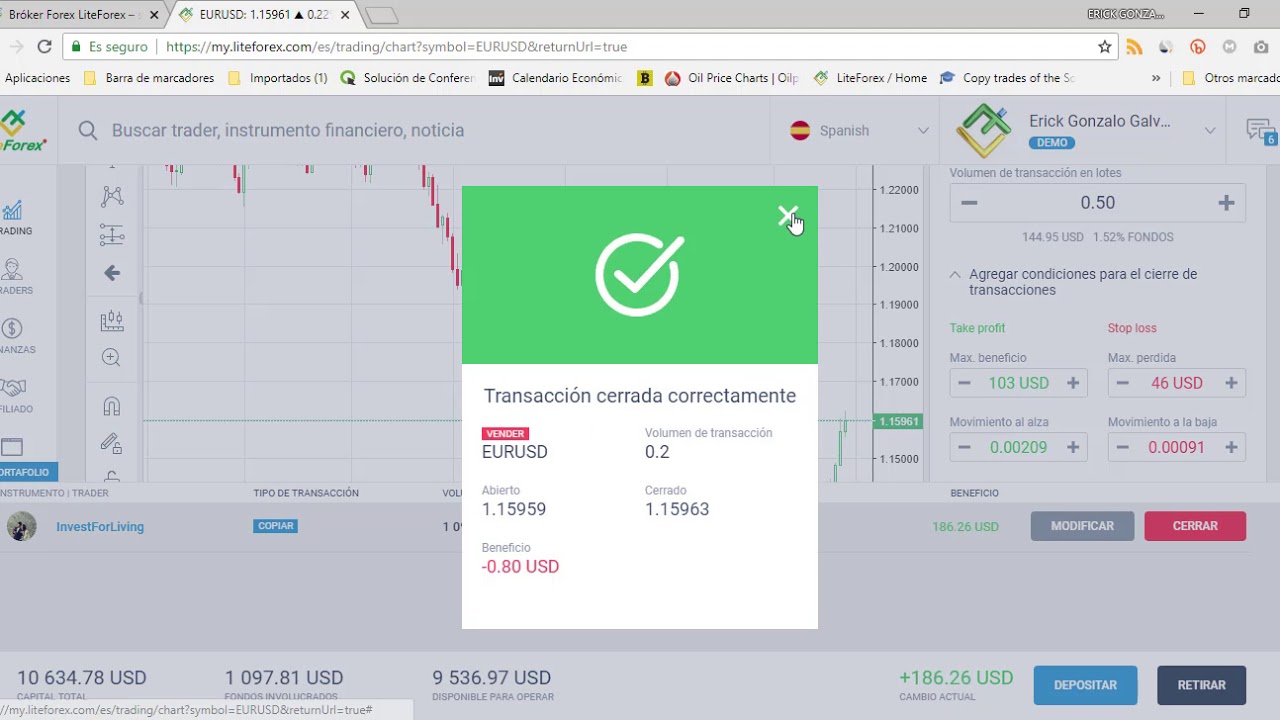 Bróker Forex LiteForex –
EURUSD: 1.15961 ▲ 0.22
ERICK GONZA...
Es seguro
https://my.liteforex.com/es/trading/chart?symbol=EURUSD&returnUrl=true
Aplicaciones
Barra de marcadores
Importados (1)
Solución de Conferen
Calendario Económic
Oil Price Charts | Oilp
LiteForex / Home
Copy trades of the
»
Otros marcado
oForex
Buscar trader, instrumento financiero, noticia
Spanish
Erick Gonzalo Galv...
DEMO
6
RADING
RADERS
NANZAS
FILIADO
ORTAFOLIO
1.22000
1.21000
1.20000
1.19000
1.18000
1.17000
1.15961
1.15000
Volumen de transacción en lotes
0.50
144.95 USD 1.52% FONDOS
Agregar condiciones para el cierre de
transacciones
Take profit
Stop loss
Max. beneficio
Max. perdida
103 USD
46 USD
Movimiento al alza
Movimiento a la baja
0.00209
0.00091
Transacción cerrada correctamente
VENDER
EURUSD
Volumen de transacción
0.2
Abierto
1.15959
Cerrado
1.15963
Beneficio
-0.80 USD
INSTRUMENTO | TRADER
TIPO DE TRANSACCIÓN
VOL
BENEFICIO
InvestForLiving
COPIAR
1 09
186.26 USD
MODIFICAR
CERRAR
10 634.78 USD
CAPITAL TOTAL
1 097.81 USD
FONDOS INVOLUCRADOS
9 536.97 USD
DISPONIBLE PARA OPERAR
+186.26 USD
CAMBIO ACTUAL
DEPOSITAR
RETIRAR
//my.liteforex.com/es/trading/chart?symbol=EURUSD&returnUrl=true#